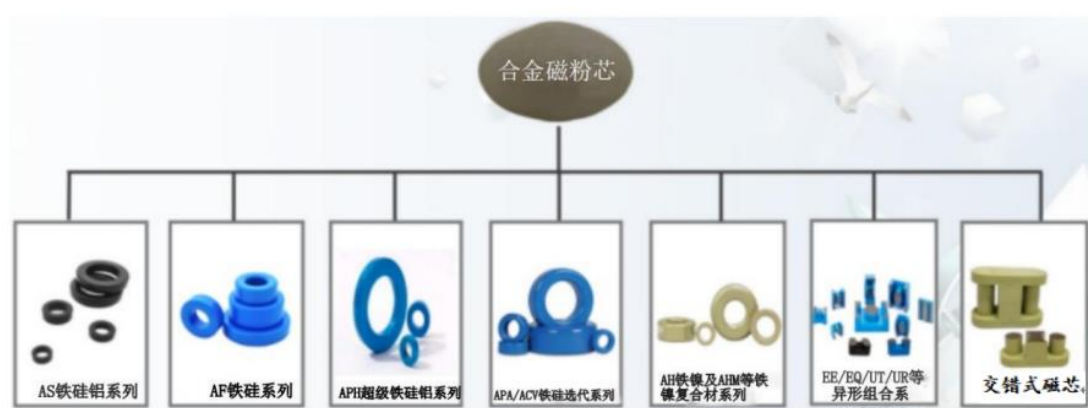 合金磁粉芯
AS铁硅铝系列
AF铁硅系列
APH超级铁硅铝系列
APA/ACV铁硅迭代系列
AH铁镍及AHM等铁
镍复合材系列
EE/EQ/UT/UR等
异形组合系
交错式磁芯